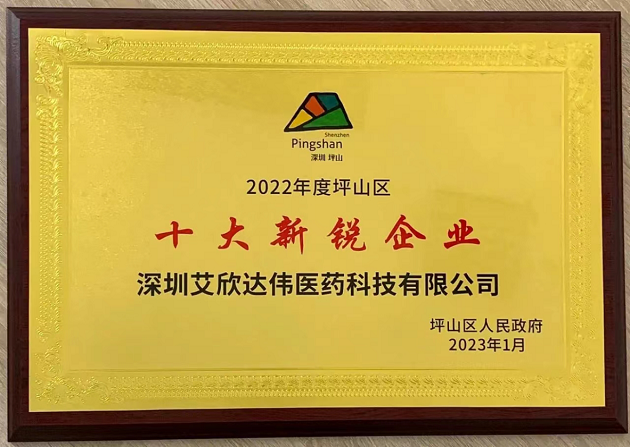 Shenzhen
Pingshan
深圳 坪山
2022年度坪山区
十大新锐企业
深圳艾欣达伟医药科技有限公司
坪山区人民政府
2023年1月